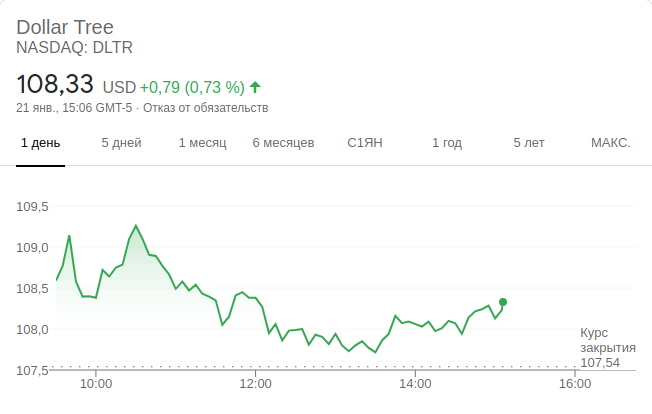 Dollar Tree
NASDAQ: DLTR
108,33 USD +0,79 (0,73 %)
21 янв., 15:06 GMT-5 · Отказ от обязательств
1 день 5 дней 1 месяц 6 месяцев С1ЯН 1 год 5 лет МАКС.
109,5
109,0
108,5
108,0
107,5
Курс
закрытия
107,54
10:00 12:00 14:00 16:00